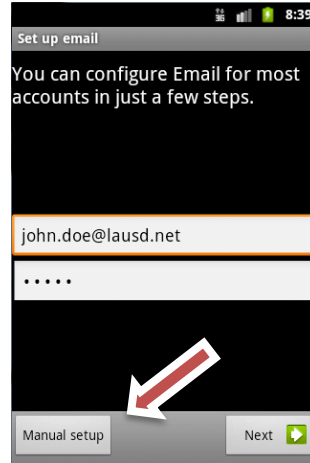 3G 8:39
Set up email
You can configure Email for most
accounts in just a few steps.
john.doe@lausd.net
•••••
Manual setup Next